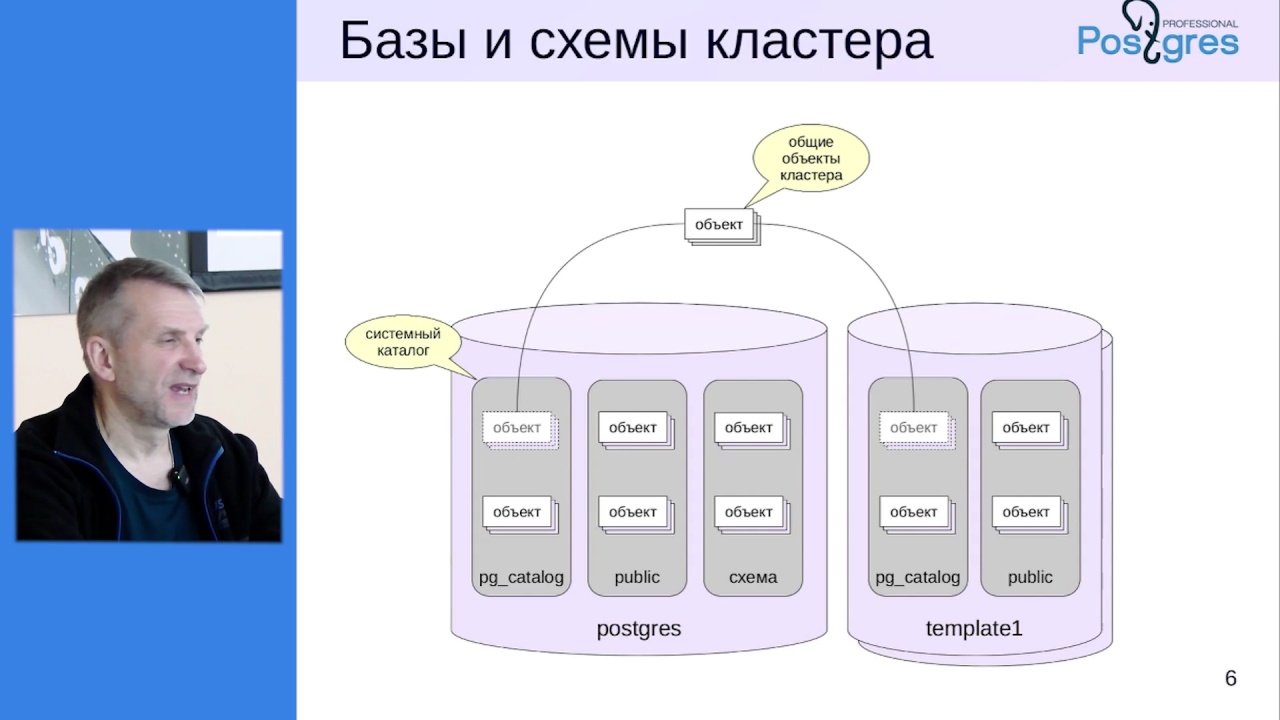 Базы и схемы кластера
PROFESSIONAL
Postgres
общие
объекты
кластера
объект
системный
каталог
объект
объект
объект
объект
объект
объект
объект
объект
объект
объект
pg_catalog
public
схема
pg_catalog
public
postgres
template1
6